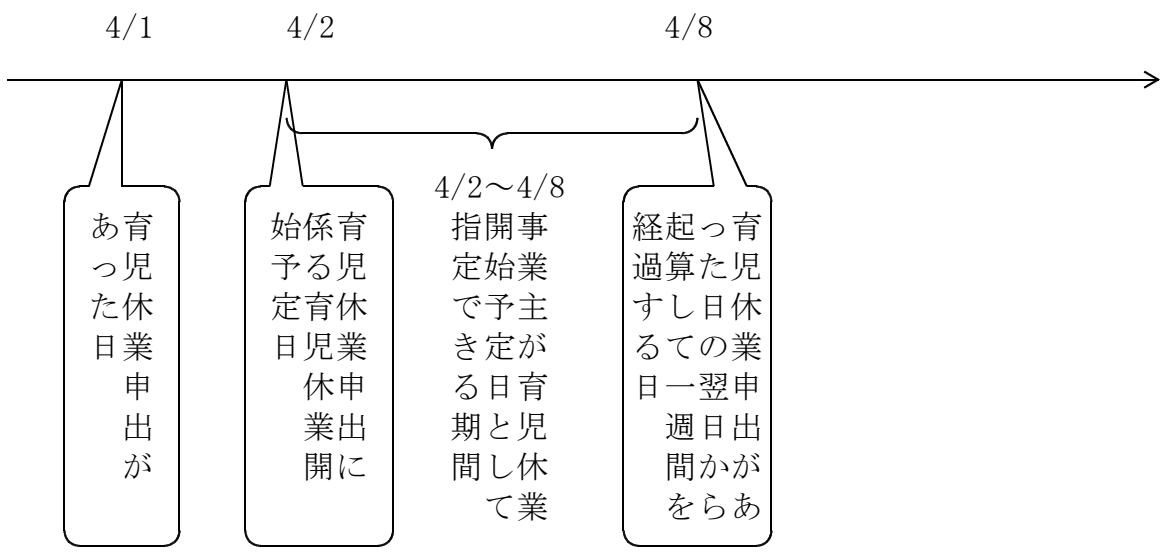 4/1
4/2
4/8
育児休業申出が
あった日
育児休業申出に
係る育児休業開
始予定日
4/2～4/8
事業主が育児休業
開始予定日として
指定できる期間
育児休業申出があ
った日の翌日から
起算して一週間を
経過する日